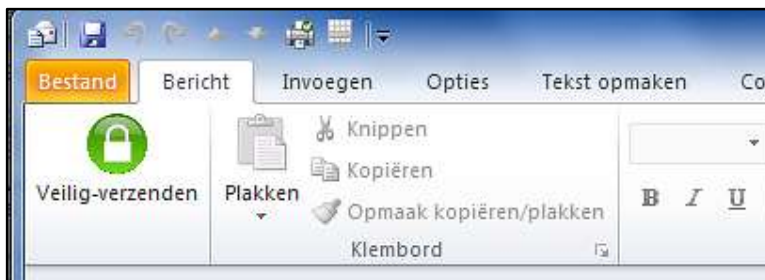 Bestand Bericht Invoegen Opties Tekst opmaken
Knippen
Kopiëren
Veilig-verzenden Plakken
Opmaak kopiëren/plakken
B I U
Klembord